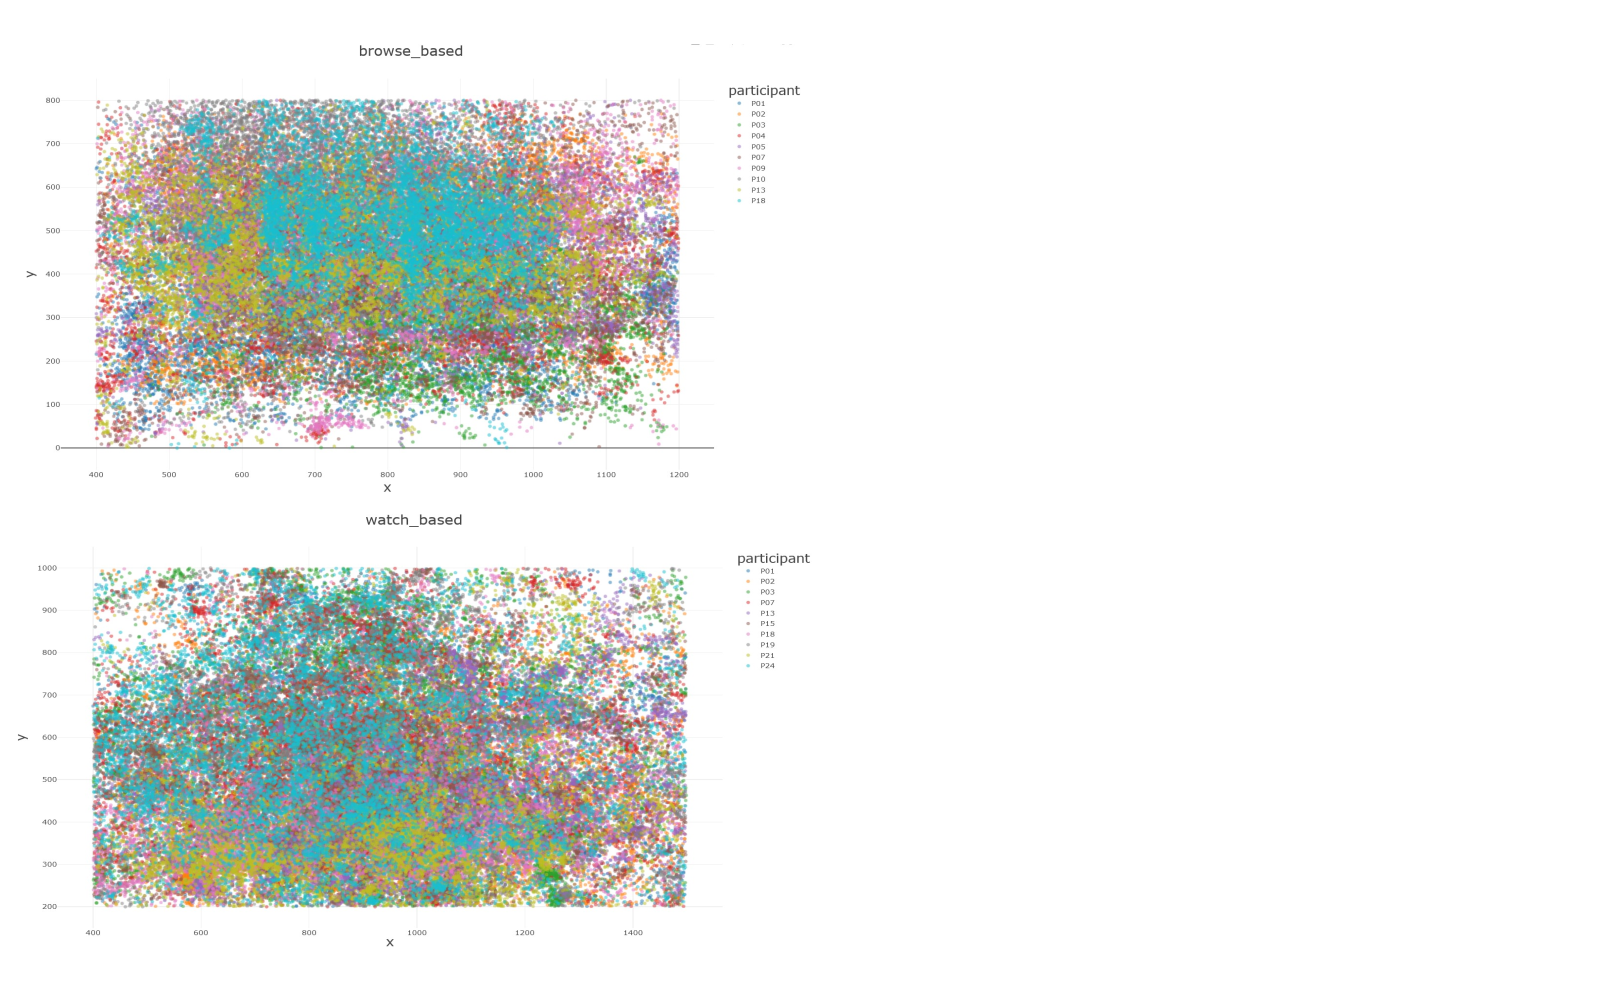 browse_based
participant
P01
P02
P03
P04
P05
P07
P09
P10
P13
P18
800
700
600
500
400
300
200
100
0
y
400 500 600 700 800 900 1000 1100 1200
x
watch_based
participant
P01
P02
P03
P07
P13
P15
P18
P19
P21
P24
1000
900
800
700
600
500
400
300
200
y
400 600 800 1000 1200 1400
x